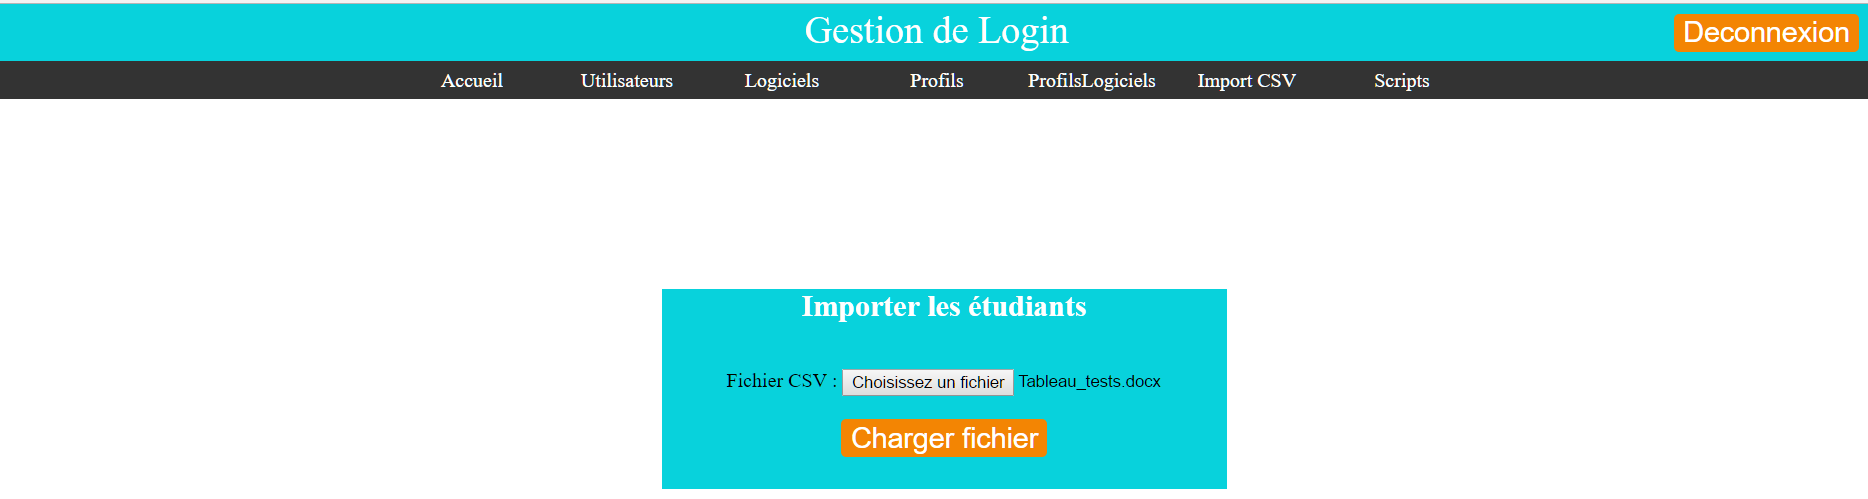 Gestion de Login
Deconnexion
Accueil Utilisateurs Logiciels Profils ProfilsLogiciels Import CSV Scripts
Importer les étudiants
Fichier CSV : Choisissez un fichier Tableau_tests.docx
Charger fichier